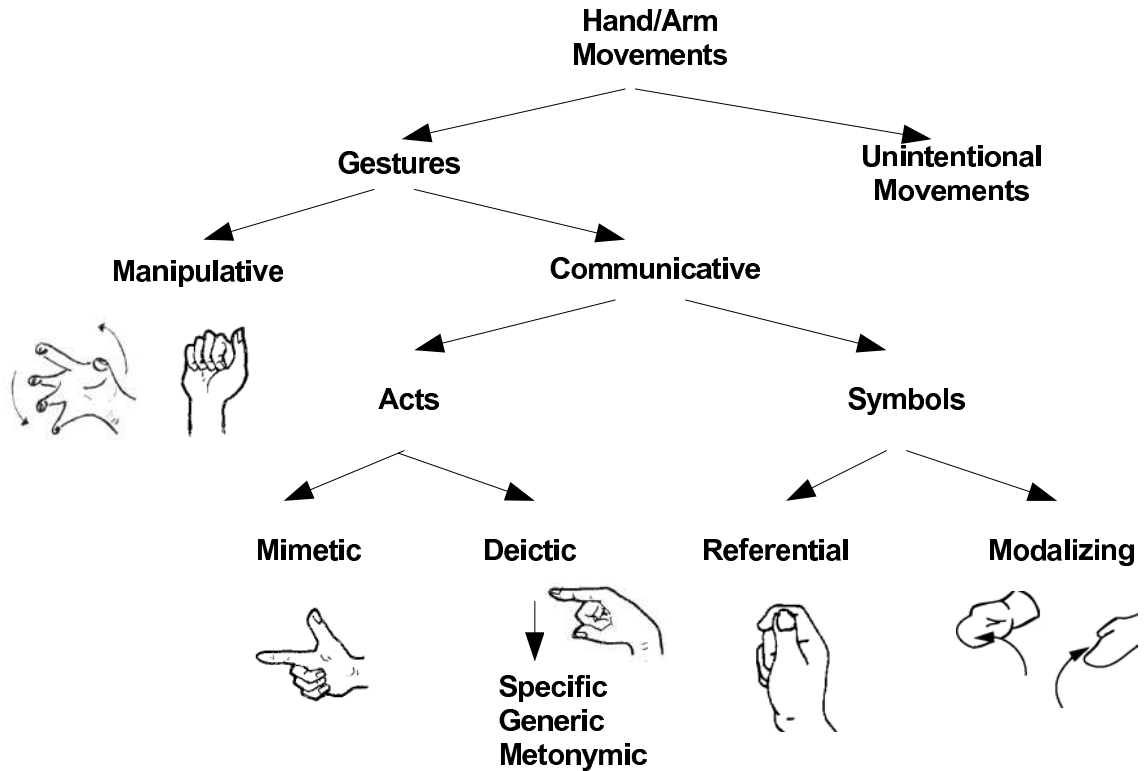 Hand/Arm
Movements
Gestures
Unintentional
Movements
Manipulative
Communicative
Acts
Symbols
Mimetic
Deictic
Referential
Modalizing
Specific
Generic
Metonymic